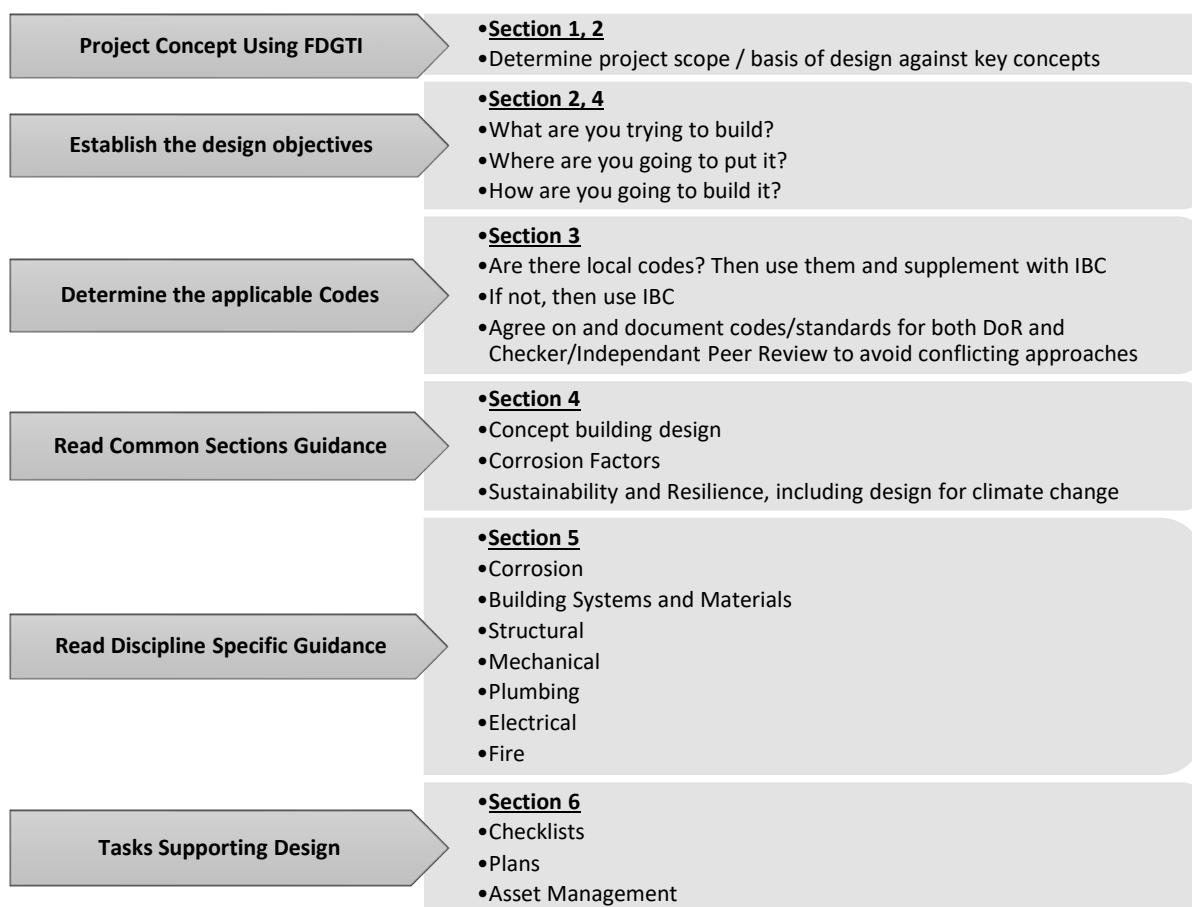 Project Concept Using FDGTI
•Section 1, 2
•Determine project scope / basis of design against key concepts
Establish the design objectives
•Section 2, 4
•What are you trying to build?
•Where are you going to put it?
•How are you going to build it?
Determine the applicable Codes
•Section 3
•Are there local codes? Then use them and supplement with IBC
•If not, then use IBC
•Agree on and document codes/standards for both DoR and
Checker/Independant Peer Review to avoid conflicting approaches
Read Common Sections Guidance
•Section 4
•Concept building design
•Corrosion Factors
•Sustainability and Resilience, including design for climate change
Read Discipline Specific Guidance
•Section 5
•Corrosion
•Building Systems and Materials
•Structural
•Mechanical
•Plumbing
•Electrical
•Fire
Tasks Supporting Design
•Section 6
•Checklists
•Plans
•Asset Management